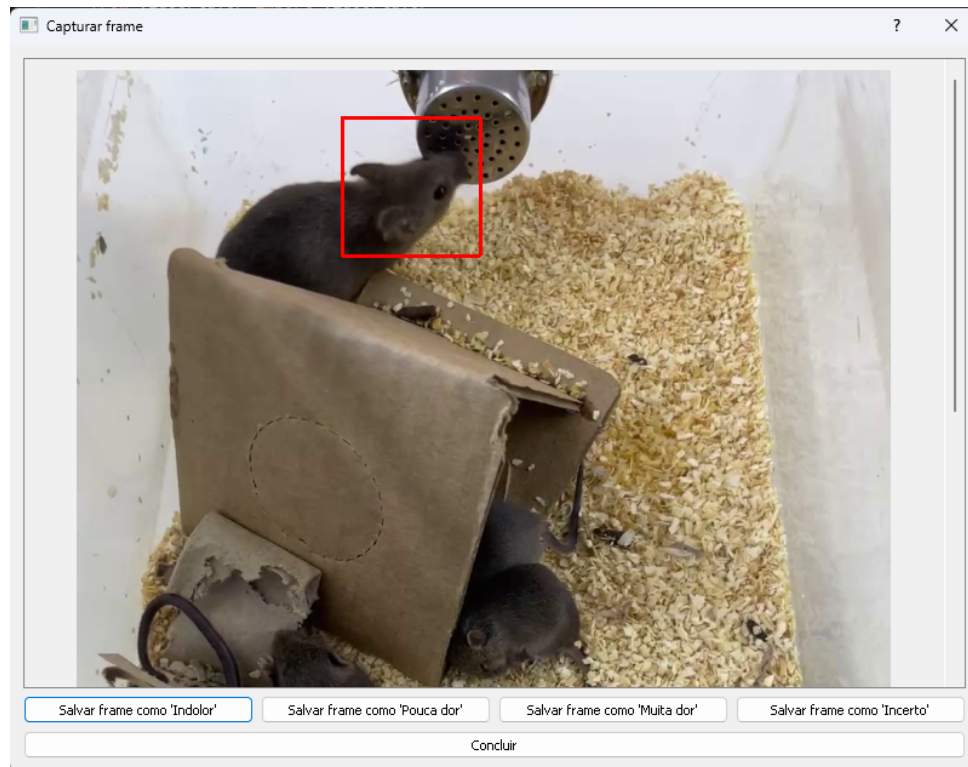 Capturar frame
?
Salvar frame como 'Indolor'
Salvar frame como 'Pouca dor'
Salvar frame como 'Muita dor'
Salvar frame como 'Incerto'
Concluir